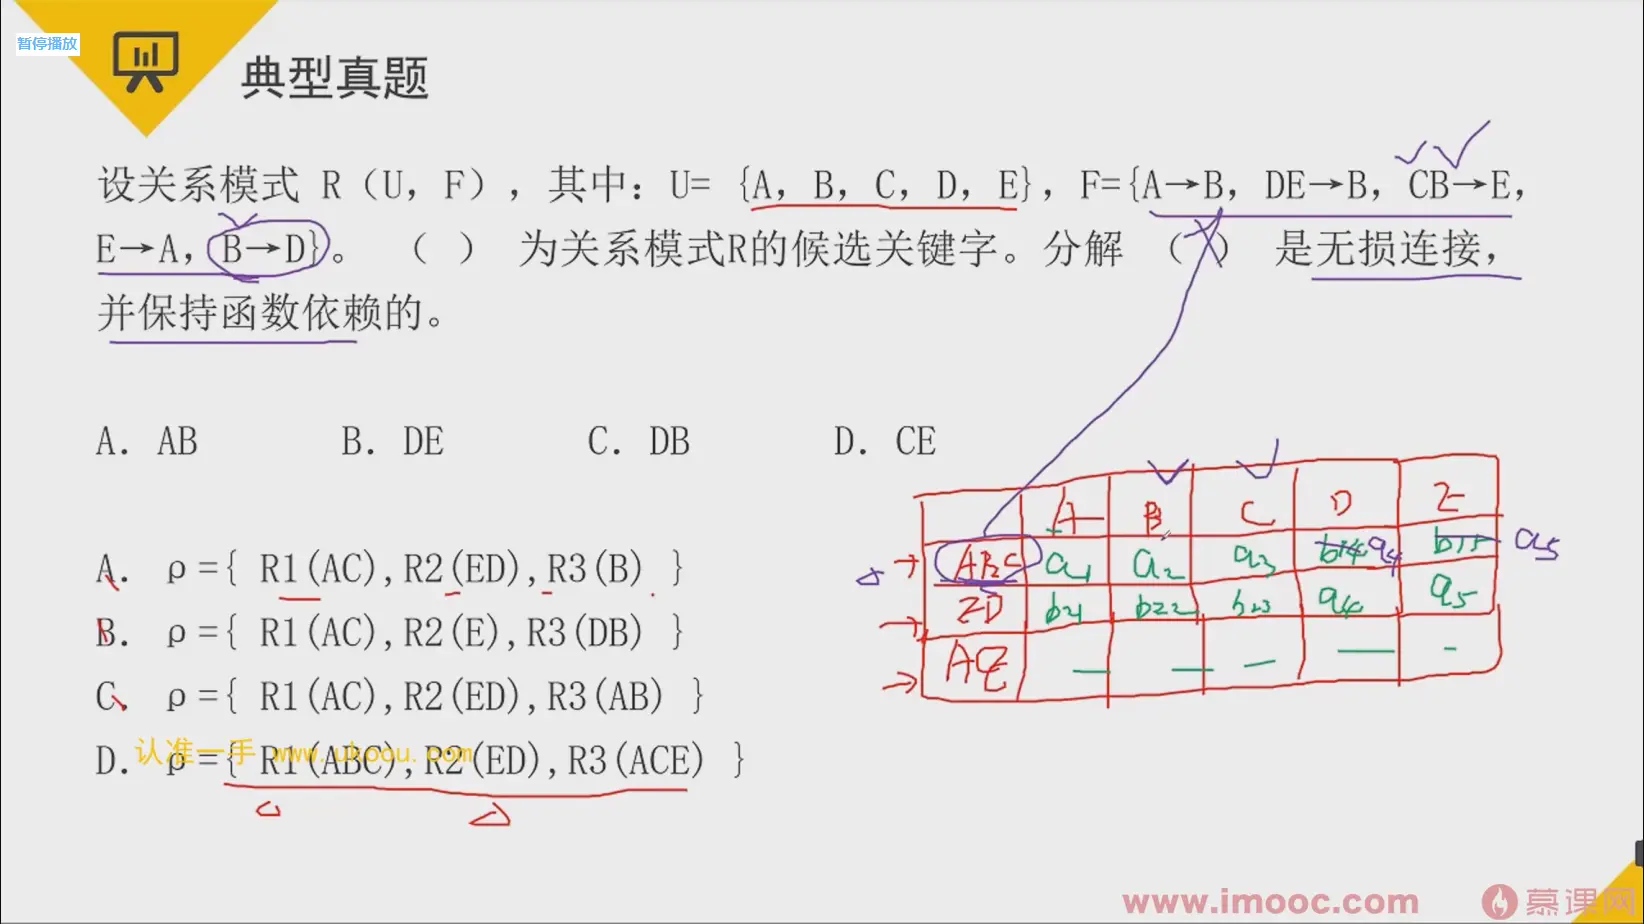 暂停播放
典型真题
设关系模式 R（U，F），其中：U= {A，B，C，D，E}，F={A→B，DE→B，CB→E，
E→A，B→D}。 （ ） 为关系模式R的候选关键字。分解 （ ） 是无损连接，
并保持函数依赖的。
A. AB B. DE C. DB D. CE
A. ρ={ R1(AC),R2(ED),R3(B) }
B. ρ={ R1(AC),R2(E),R3(DB) }
C. ρ={ R1(AC),R2(ED),R3(AB) }
D. ρ={ R1(ABC),R2(ED),R3(ACE) }
认准一手 www.ukoou.com
A B C D E
ABC a1 a2 a3 b14 a4 b15 a5
ED b21 b22 b23 a4 a5
ACE
www.imooc.com 慕课网